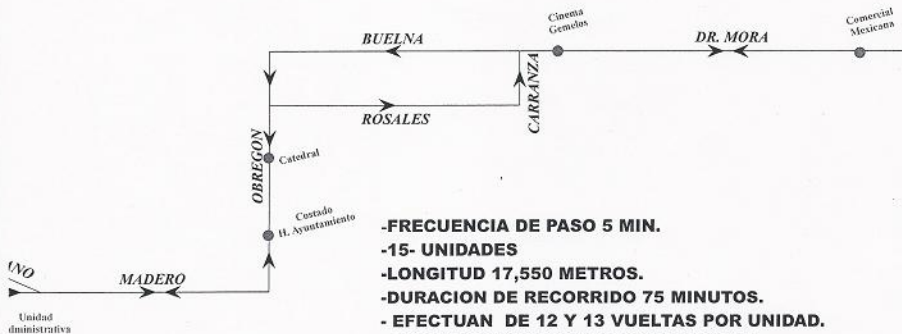 Cinema
Gemelos
Comercial
Mexicana
BUELNA
DR. MORA
CARRANZA
ROSALES
OBREGON
Catedral
Costado
H. Ayuntamiento
-FRECUENCIA DE PASO 5 MIN.
-15- UNIDADES
-LONGITUD 17,550 METROS.
-DURACION DE RECORRIDO 75 MINUTOS.
- EFECTUAN DE 12 Y 13 VUELTAS POR UNIDAD.
ANO
MADERO
Unidad
dministrativa